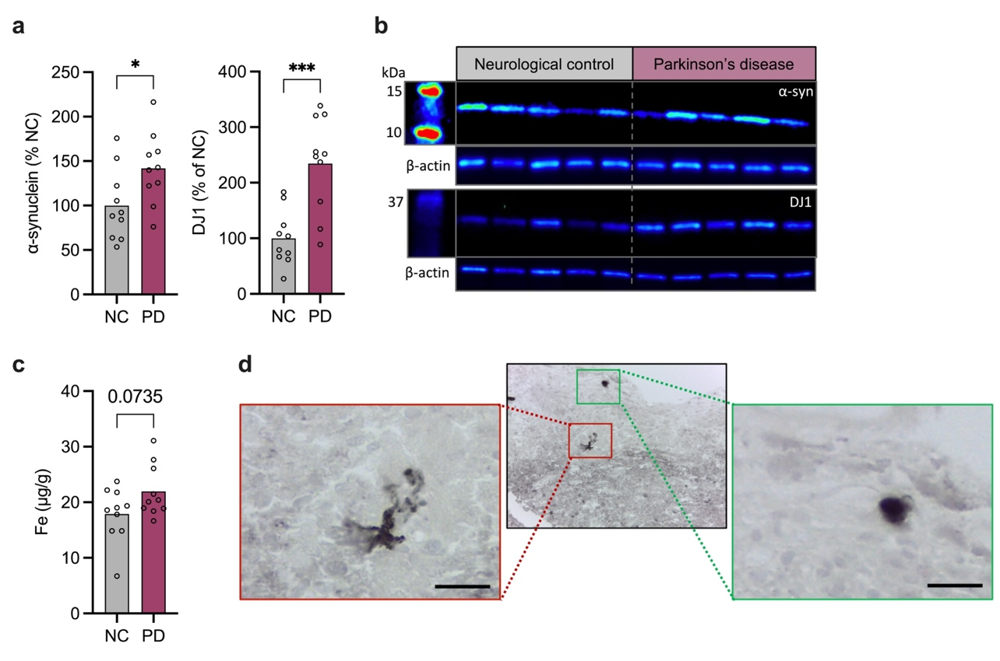 a
α-synuclein (% NC)
250
200
150
100
50
0
*
NC PD
DJ1 (% of NC)
400
300
200
100
0
***
NC PD
b
Neurological control Parkinson's disease
kDa
15
10
α-syn
β-actin
37
DJ1
β-actin
c
Fe (µg/g)
40
30
20
10
0
0.0735
NC PD
d